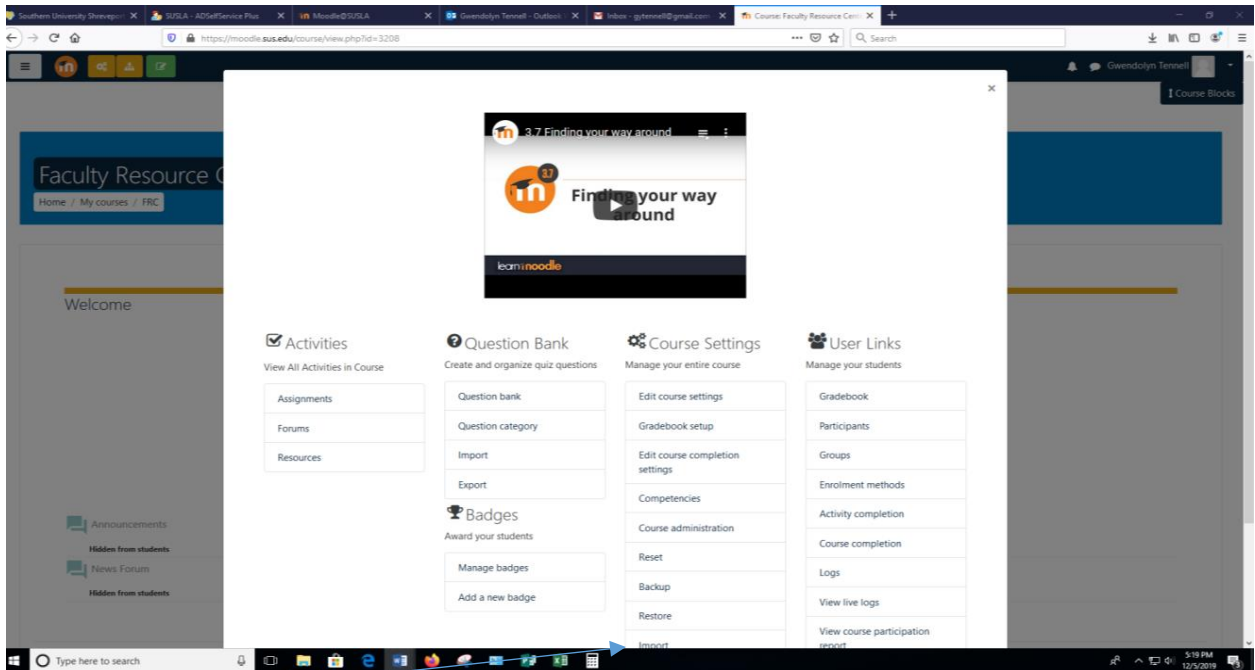 Southern University Shrevepor
SUSLA - ADSelfService Plus
Moodle@SUSLA
Gwendolyn Tennell - Outlook
Inbox - gytennell@gmail.com
Course: Faculty Resource Cente
https://moodle.sus.edu/course/view.php?id=3208
Search
Gwendolyn Tennell
Course Blocks
Faculty Resource C
Home / My courses / FRC
3.7 Finding your way around
3.7
Finding your way
around
learn moodle
Welcome
Activities
View All Activities in Course
Assignments
Forums
Resources
Question Bank
Create and organize quiz questions
Question bank
Question category
Import
Export
Badges
Award your students
Manage badges
Add a new badge
Course Settings
Manage your entire course
Edit course settings
Gradebook setup
Edit course completion
settings
Competencies
Course administration
Reset
Backup
Restore
Import
User Links
Manage your students
Gradebook
Participants
Groups
Enrolment methods
Activity completion
Course completion
Logs
View live logs
View course participation
report
Announcements
Hidden from students
News Forum
Hidden from students
Type here to search
5:19 PM
12/5/2019